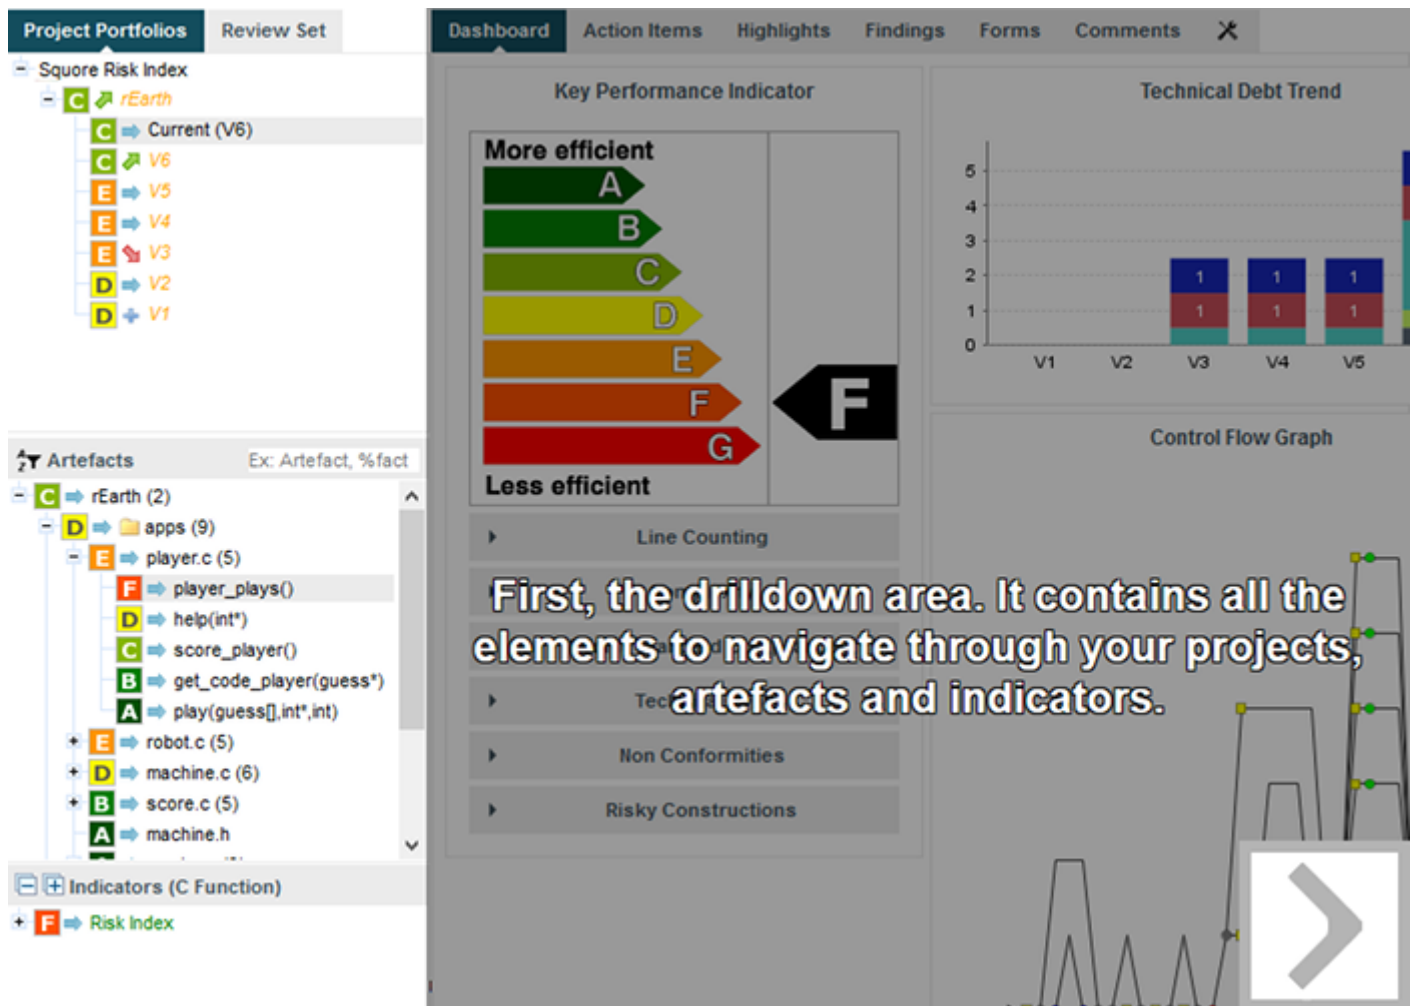 Project Portfolios
Review Set
Squore Risk Index
C rEarth
C Current (V6)
C V6
E V5
E V4
E V3
D V2
D V1
Artefacts
Ex: Artefact, %fact
C rEarth (2)
D apps (9)
E player.c (5)
F player_plays()
D help(int*)
C score_player()
B get_code_player(guess*)
A play(guess[],int*,int)
E robot.c (5)
D machine.c (6)
B score.c (5)
A machine.h
Indicators (C Function)
F Risk Index
Dashboard
Action Items
Highlights
Findings
Forms
Comments
Key Performance Indicator
More efficient
A
B
C
D
E
F
G
F
Less efficient
Line Counting
Non Conformities
Risky Constructions
First, the drilldown area. It contains all the
elements to navigate through your projects,
artefacts and indicators.
Technical Debt Trend
5
4
3
2
1
0
1 1 1
1 1 1
V1 V2 V3 V4 V5
Control Flow Graph